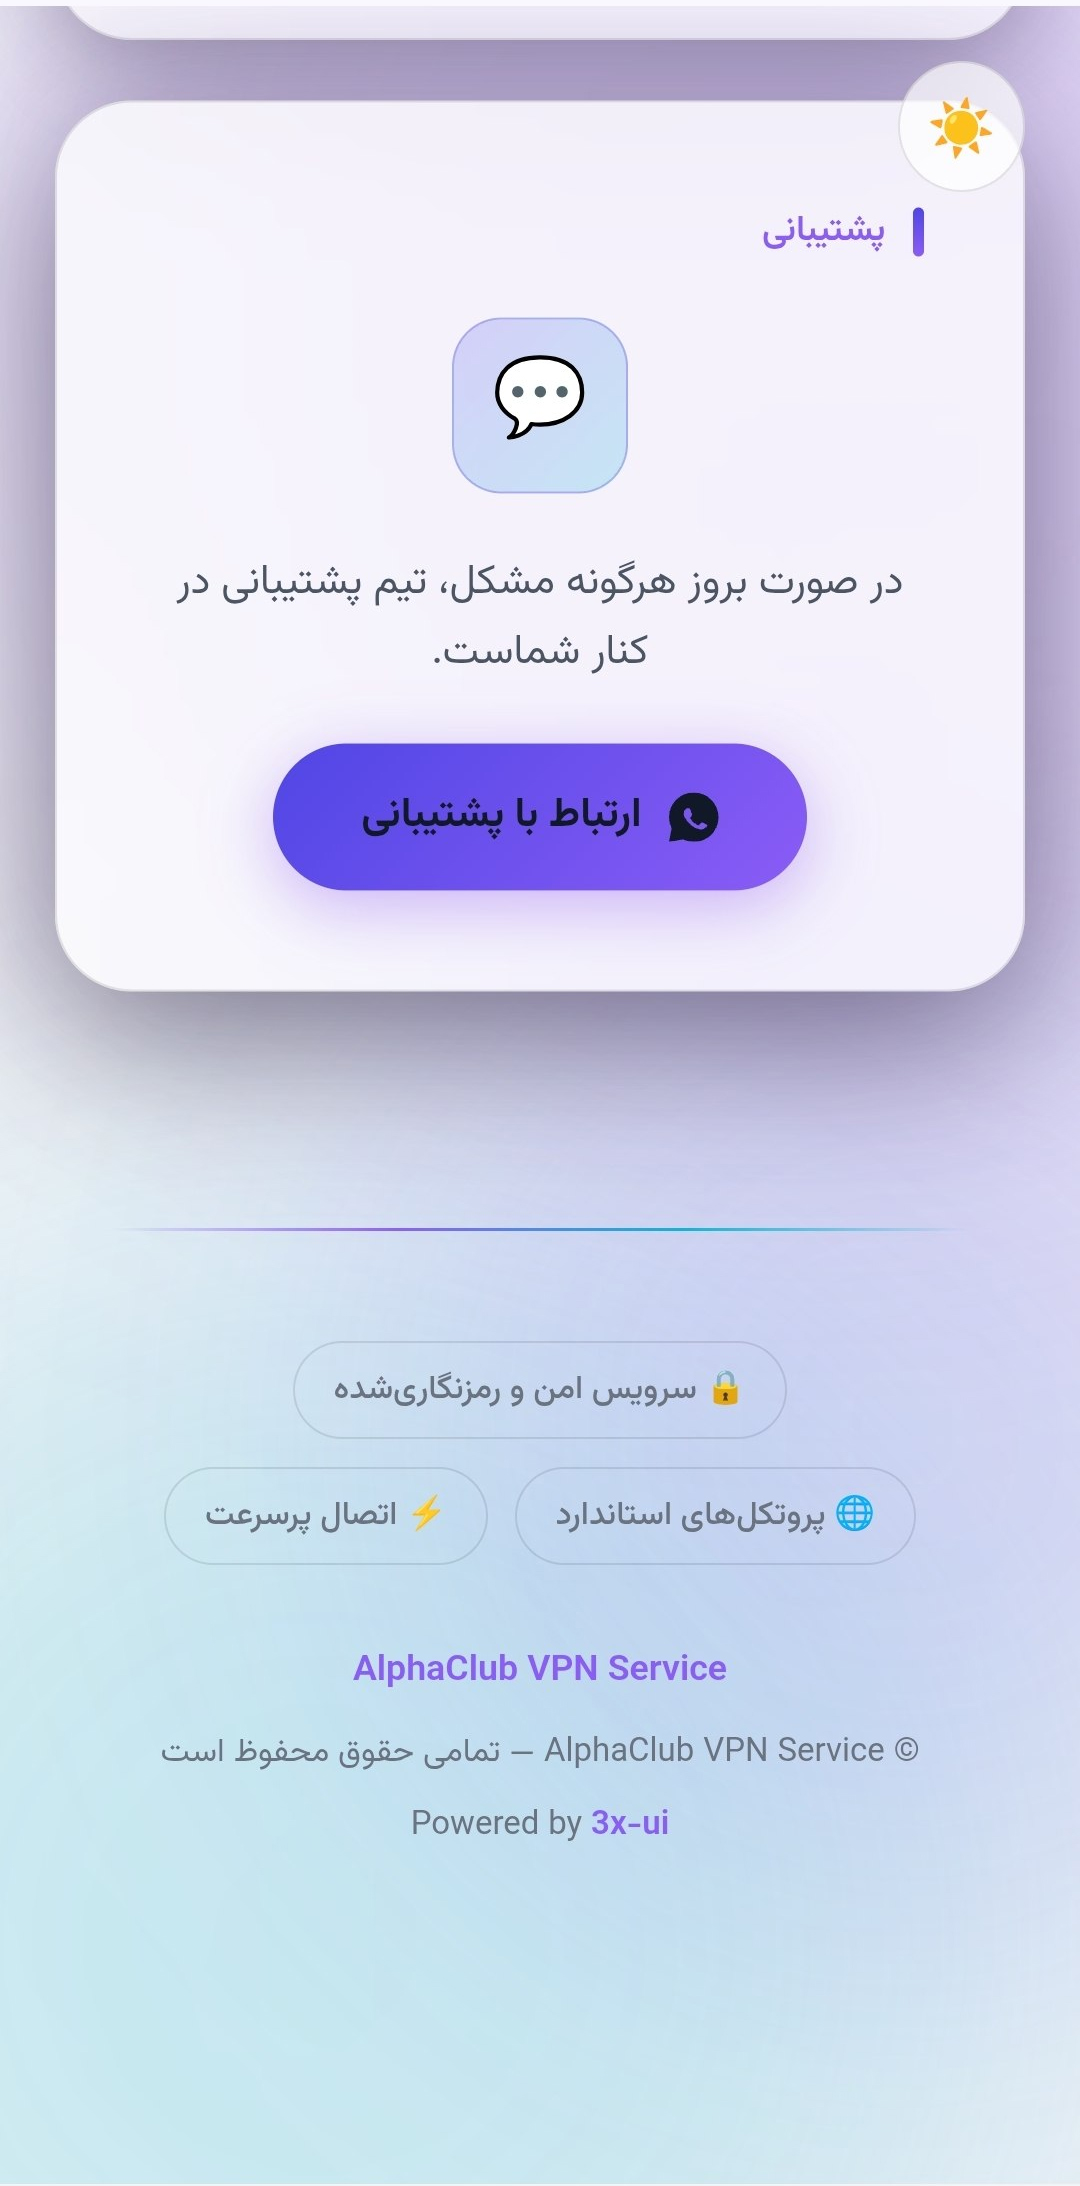 پشتیبانی
در صورت بروز هرگونه مشکل، تیم پشتیبانی در
کنار شماست.
ارتباط با پشتیبانی
🔒 سرویس امن و رمزنگاری‌شده
🌐 پروتکل‌های استاندارد
⚡ اتصال پرسرعت
AlphaClub VPN Service
© AlphaClub VPN Service — تمامی حقوق محفوظ است
Powered by 3x-ui